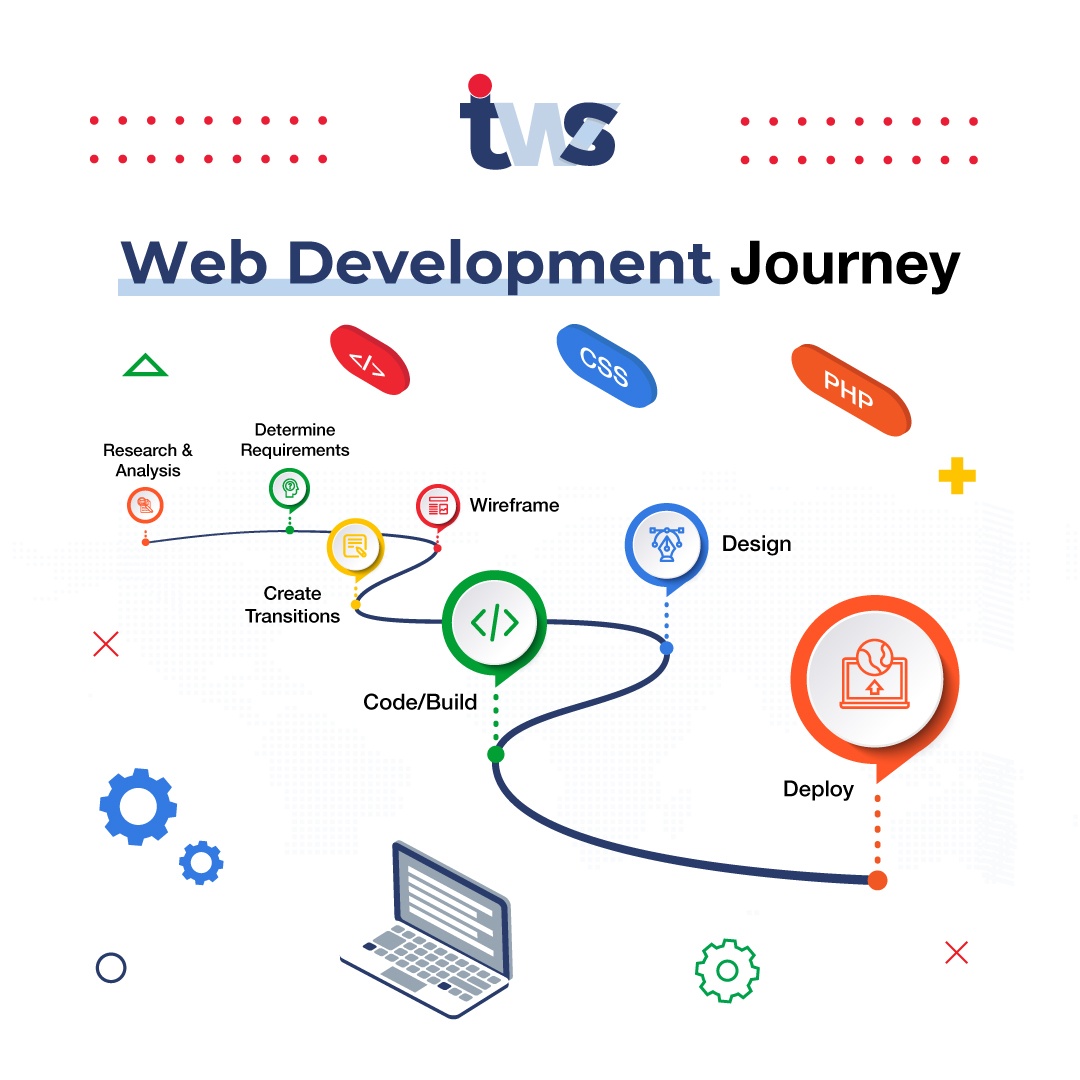 tws
Web Development Journey
</>
CSS
PHP
Research &
Analysis
Determine
Requirements
Wireframe
Create
Transitions
Design
</>
Code/Build
Deploy